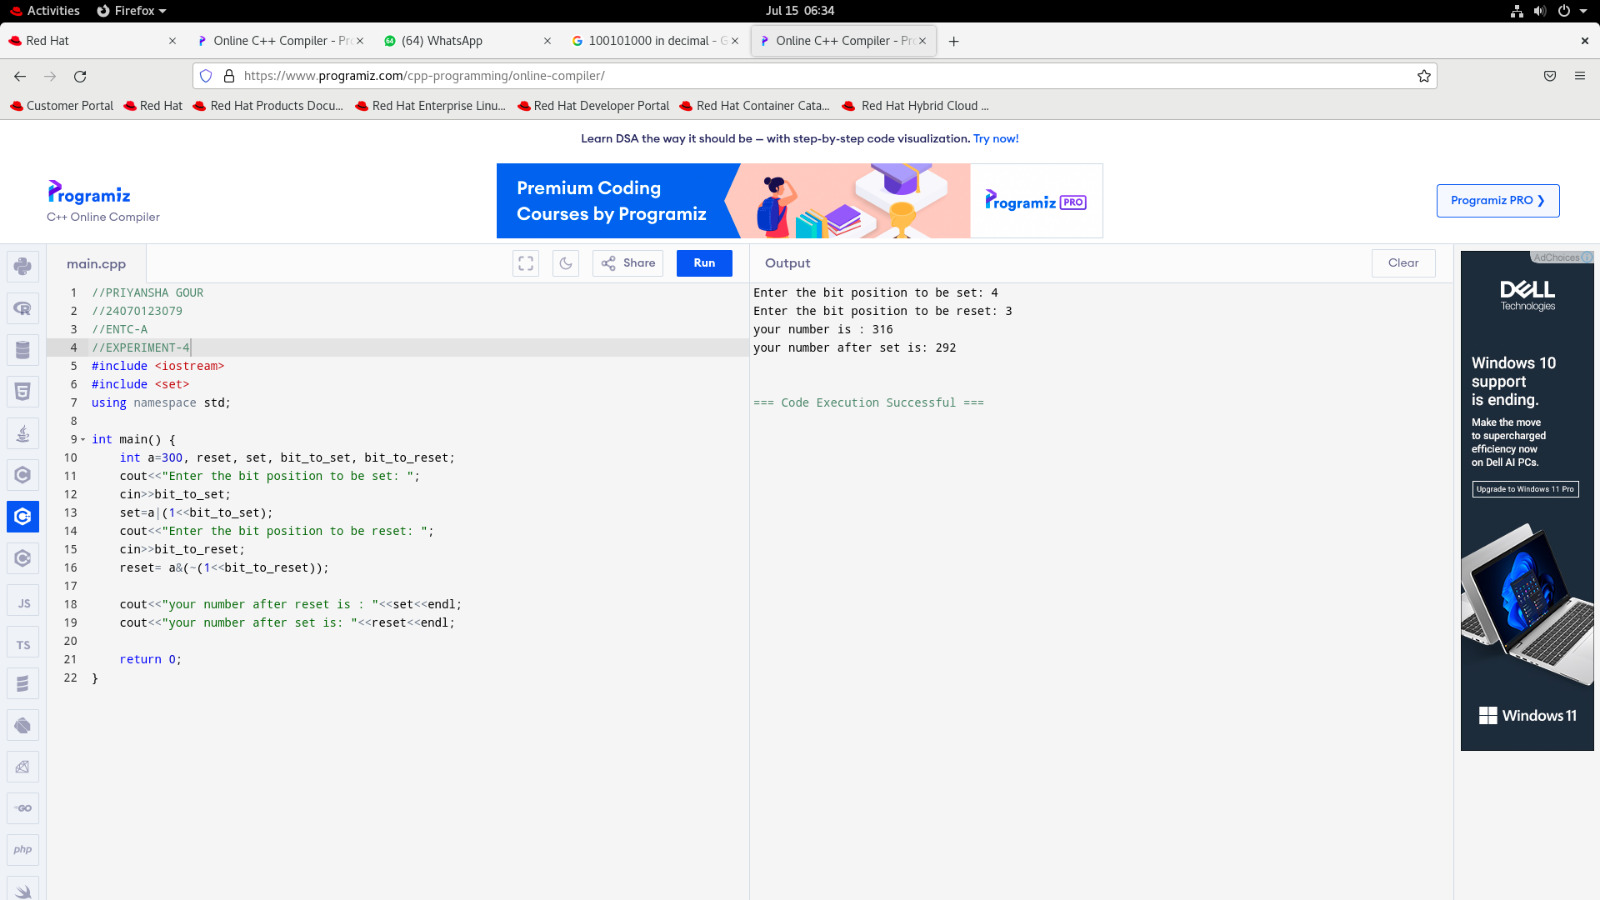 Activities
Firefox
Jul 15 06:34
Red Hat
Online C++ Compiler - Pr
(64) WhatsApp
100101000 in decimal - G
Online C++ Compiler - Pr
https://www.programiz.com/cpp-programming/online-compiler/
Customer Portal
Red Hat
Red Hat Products Docu...
Red Hat Enterprise Linu...
Red Hat Developer Portal
Red Hat Container Cata...
Red Hat Hybrid Cloud ...
Learn DSA the way it should be – with step-by-step code visualization. Try now!
Programiz
C++ Online Compiler
Premium Coding
Courses by Programiz
Programiz PRO
Programiz PRO ❯
main.cpp
Share
Run
Output
Clear
1 //PRIYANSHA GOUR
2 //24070123079
3 //ENTC-A
4 //EXPERIMENT-4
5 #include <iostream>
6 #include <set>
7 using namespace std;
8
9 int main() {
10 int a=300, reset, set, bit_to_set, bit_to_reset;
11 cout<<"Enter the bit position to be set: ";
12 cin>>bit_to_set;
13 set=a|(1<<bit_to_set);
14 cout<<"Enter the bit position to be reset: ";
15 cin>>bit_to_reset;
16 reset= a&(~(1<<bit_to_reset));
17
18 cout<<"your number after reset is : "<<set<<endl;
19 cout<<"your number after set is: "<<reset<<endl;
20
21 return 0;
22 }
Enter the bit position to be set: 4
Enter the bit position to be reset: 3
your number is : 316
your number after set is: 292
=== Code Execution Successful ===
JS
TS
GO
php
AdChoices
DELL
Technologies
Windows 10
support
is ending.
Make the move
to supercharged
efficiency now
on Dell AI PCs.
Upgrade to Windows 11 Pro
Windows 11